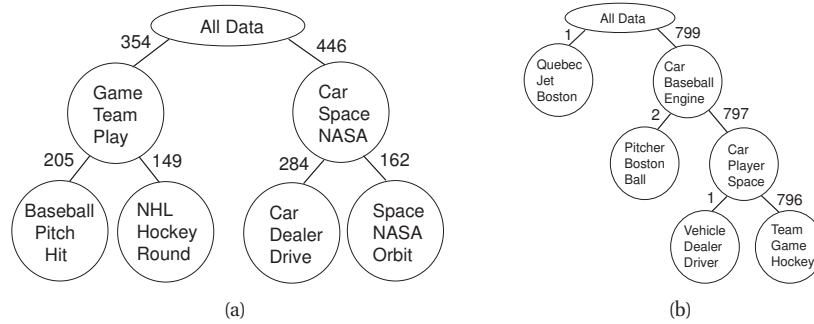 All Data
354
446
Game
Team
Play
Car
Space
NASA
205
149
284
162
Baseball
Pitch
Hit
NHL
Hockey
Round
Car
Dealer
Drive
Space
NASA
Orbit
(a)
All Data
1
799
Quebec
Jet
Boston
Car
Baseball
Engine
2
797
Pitcher
Boston
Ball
Car
Player
Space
1
796
Vehicle
Dealer
Driver
Team
Game
Hockey
(b)